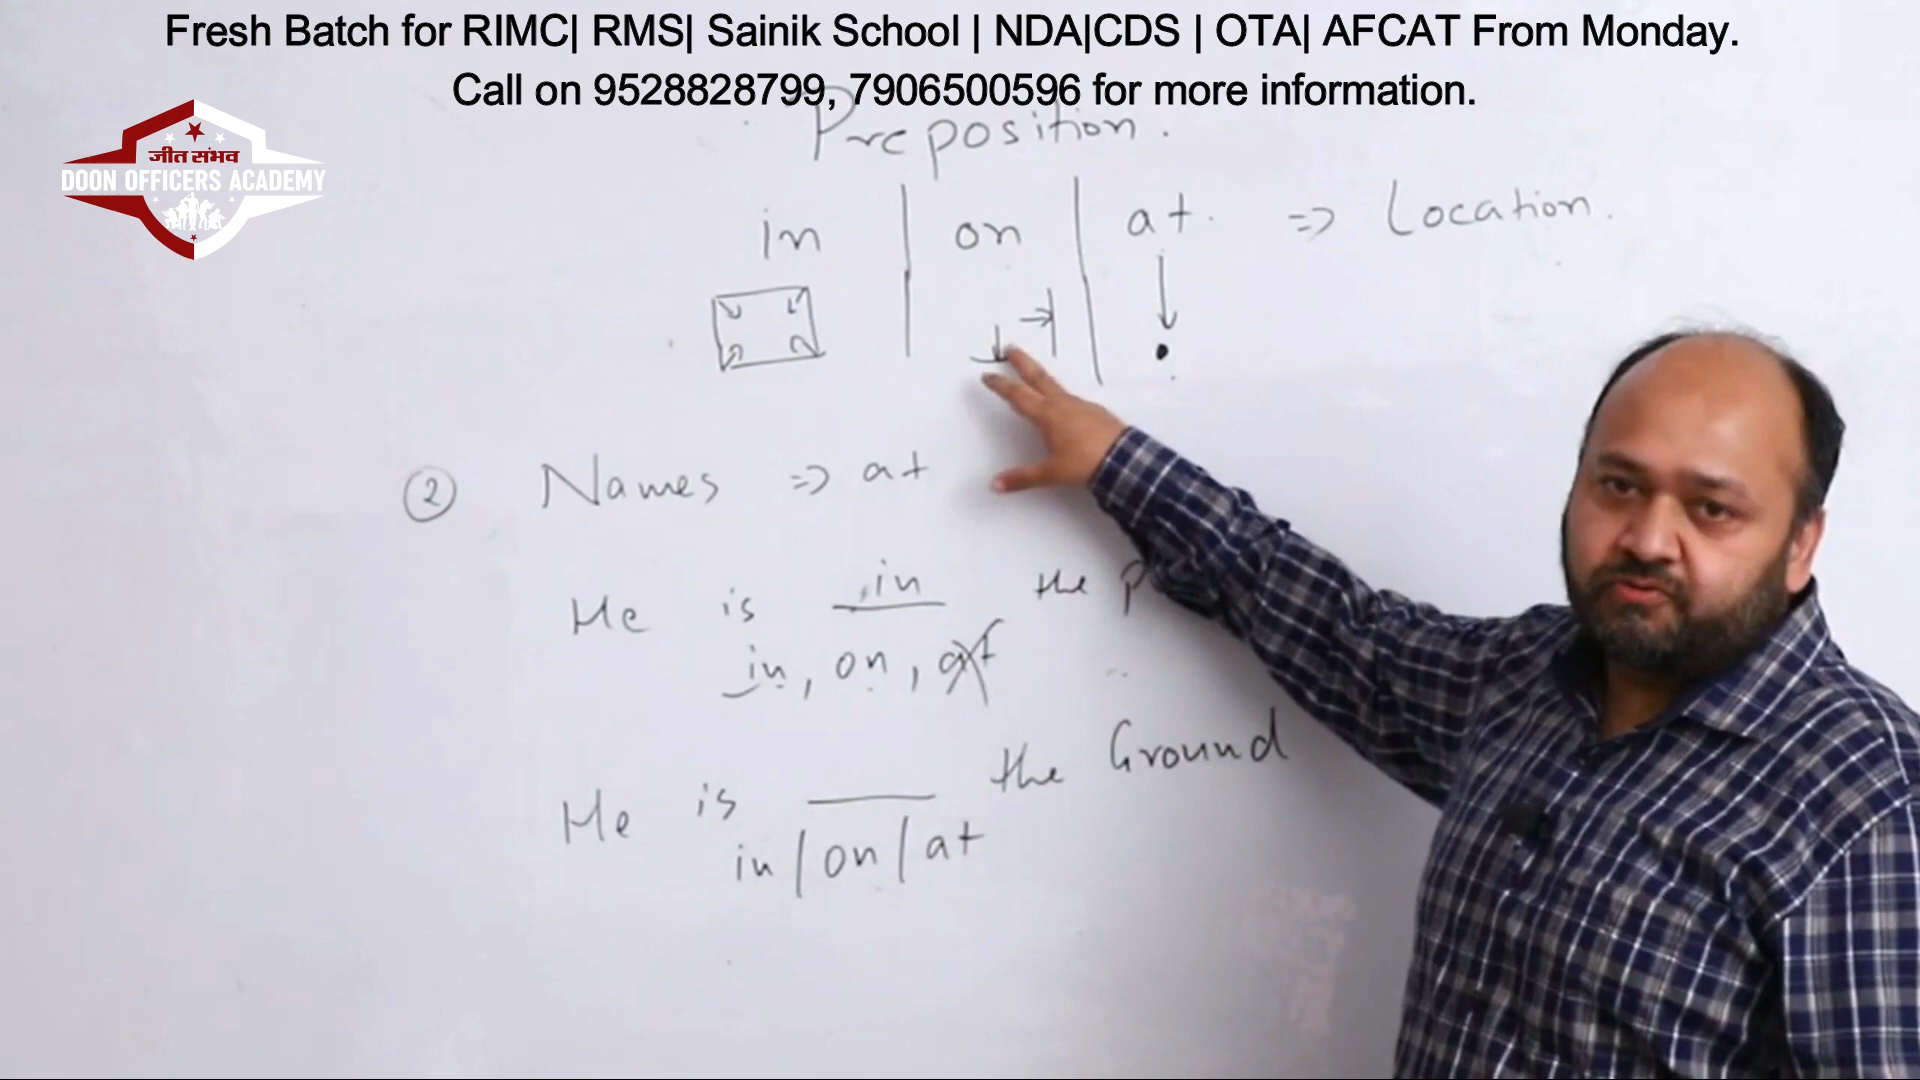 Fresh Batch for RIMC| RMS| Sainik School | NDA|CDS | OTA| AFCAT From Monday.
Call on 9528828799, 7906500596 for more information.
जीत संभव
DOON OFFICERS ACADEMY
Preposition.
in | on | at. => Location.
② Names => at
He is in the
in, on, at
He is ___ the Ground
in / on / at